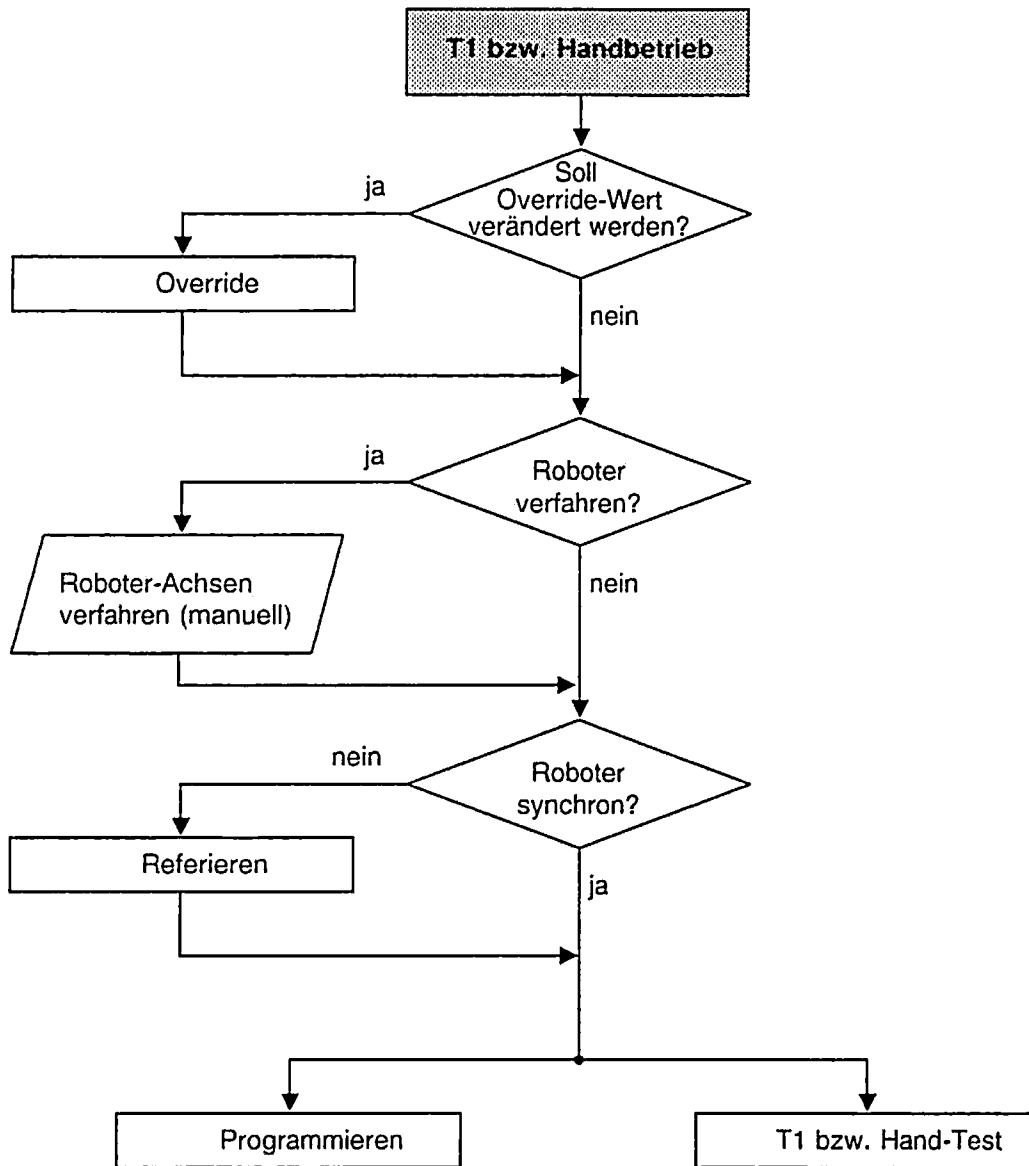 T1 bzw. Handbetrieb
Soll
Override-Wert
verändert werden?
ja
Override
nein
Roboter
verfahren?
ja
Roboter-Achsen
verfahren (manuell)
nein
Roboter
synchron?
nein
Referieren
ja
Programmieren
T1 bzw. Hand-Test